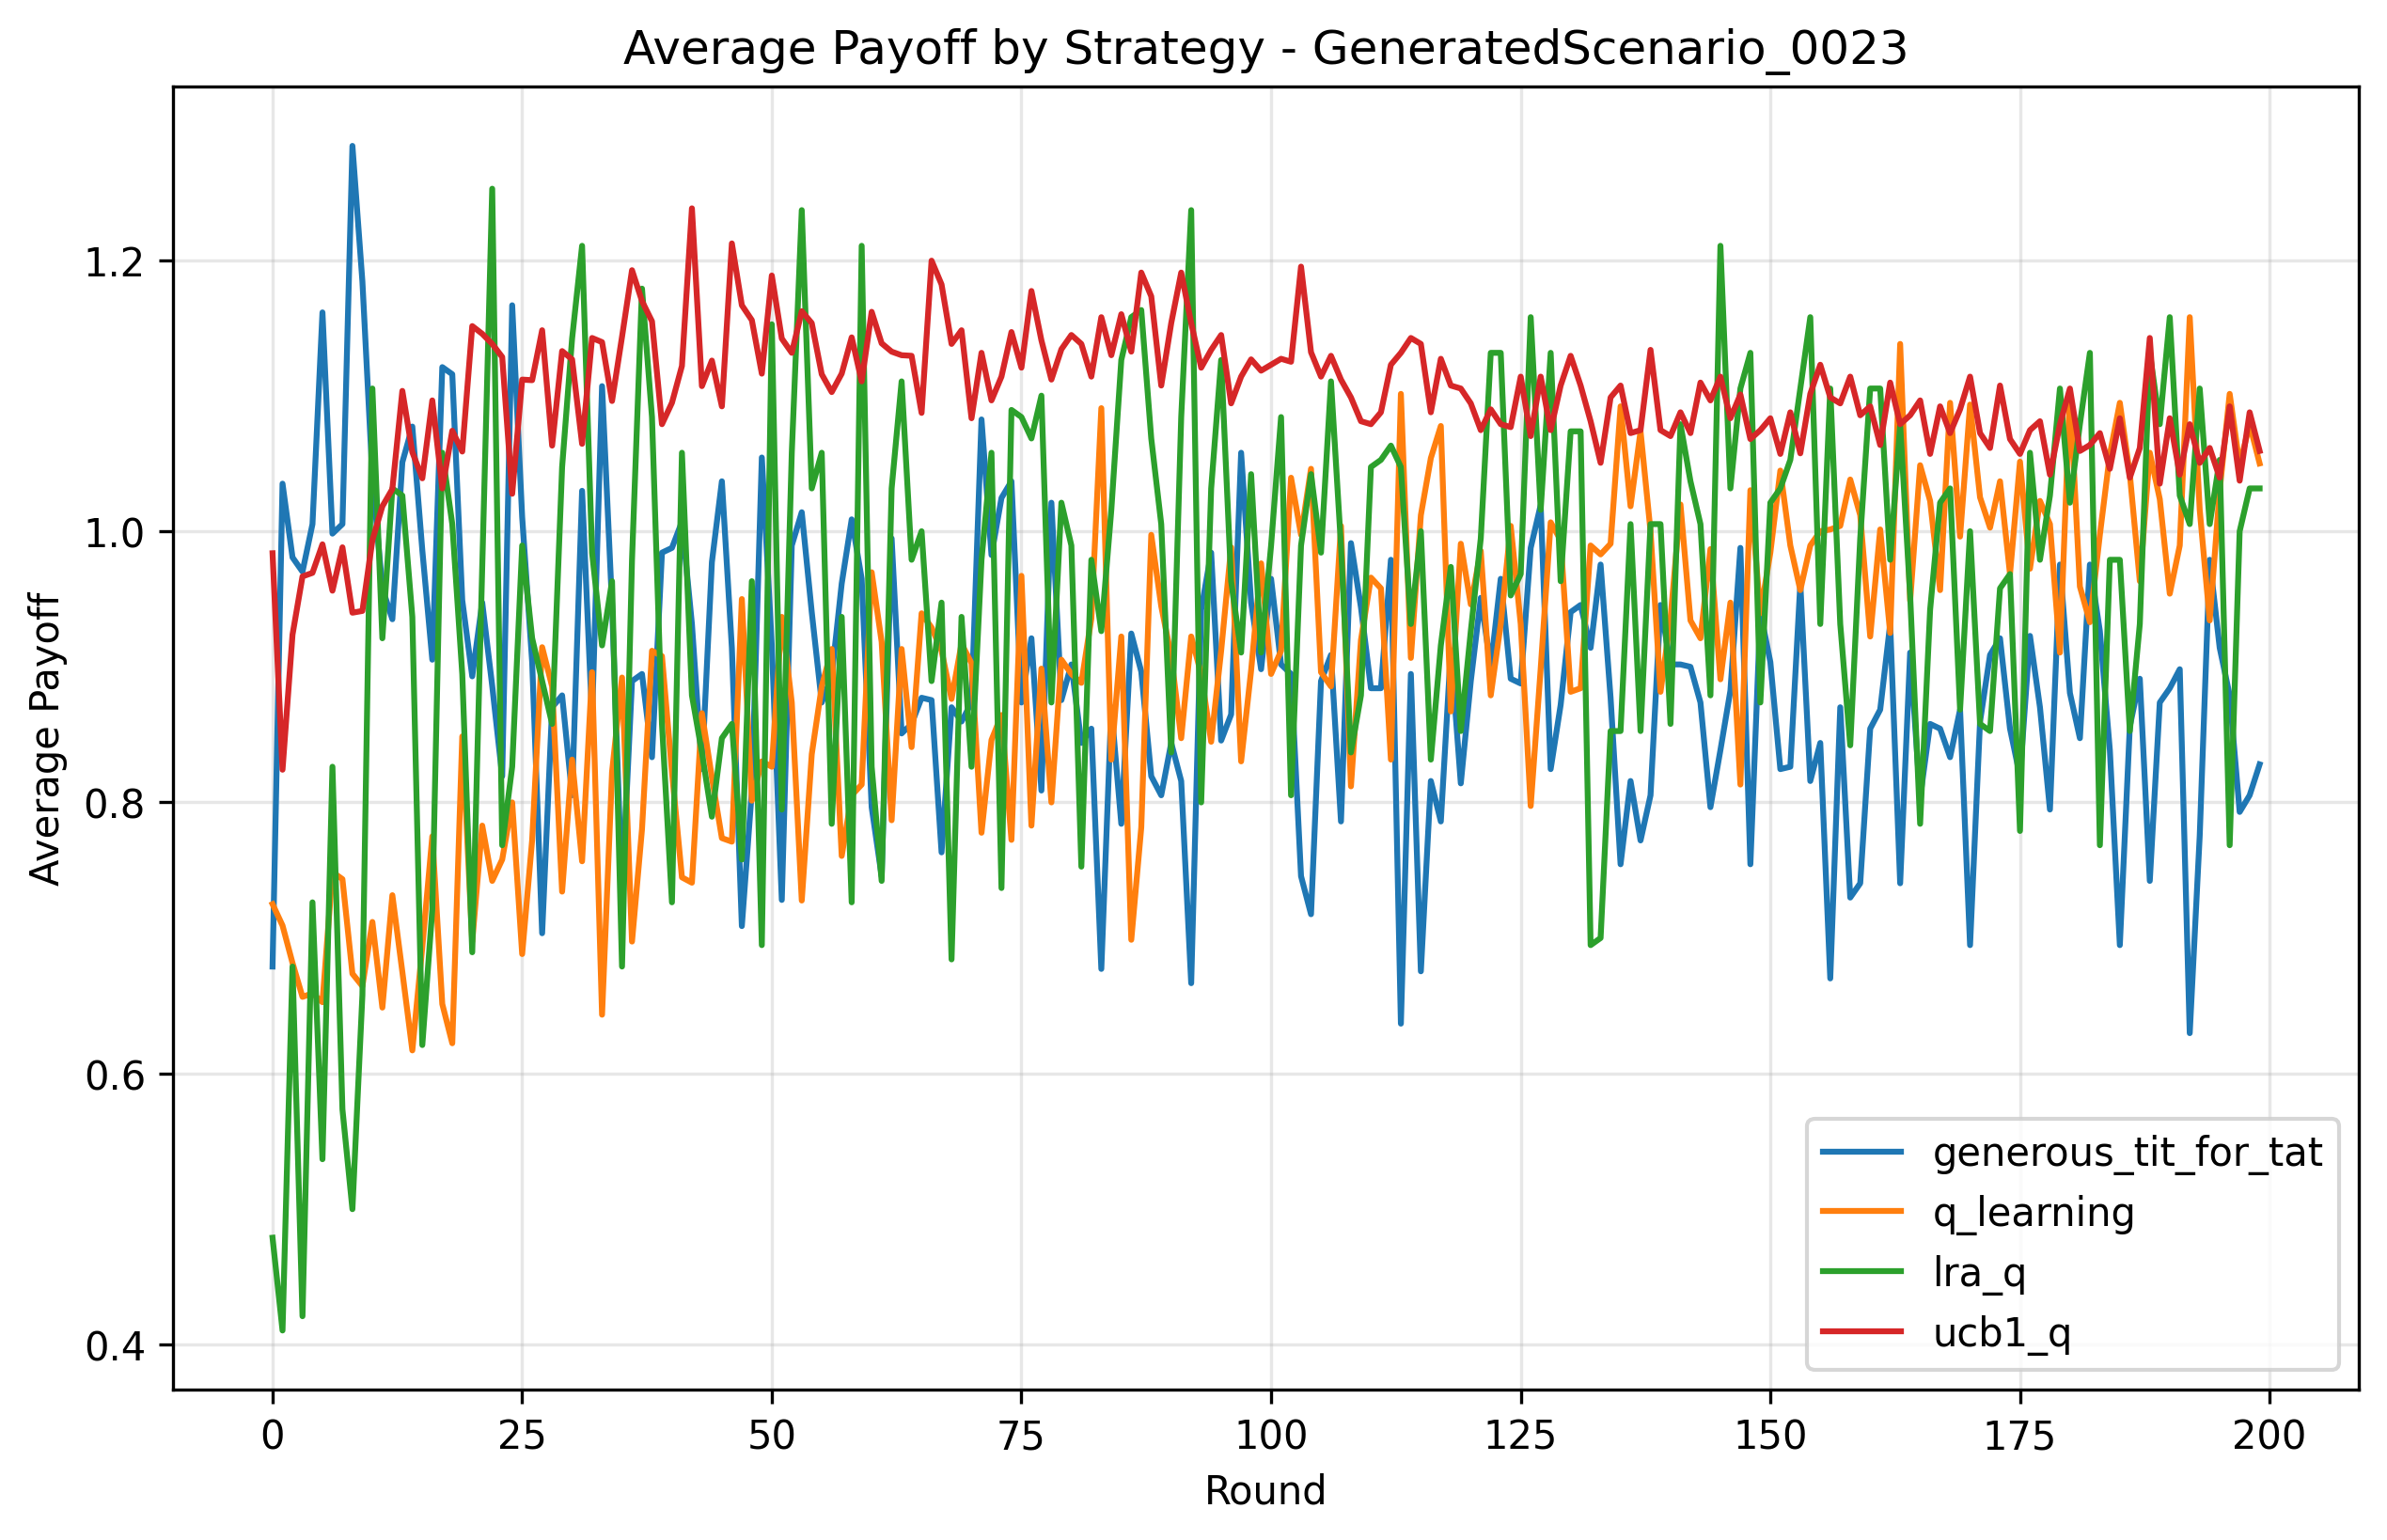 Average Payoff by Strategy - GeneratedScenario_0023
Average Payoff
1.2
1.0
0.8
0.6
0.4
0 25 50 75 100 125 150 175 200
Round
generous_tit_for_tat
q_learning
lra_q
ucb1_q